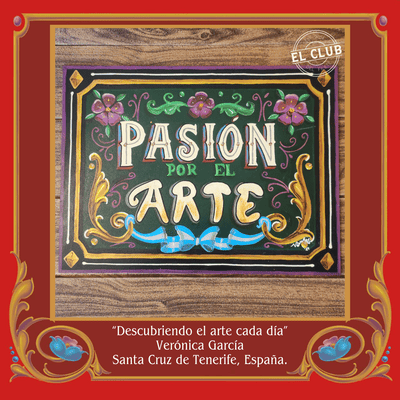 EL CLUB
PASIÓN
POR EL
ARTE
"Descubriendo el arte cada día"
Verónica García
Santa Cruz de Tenerife, España.